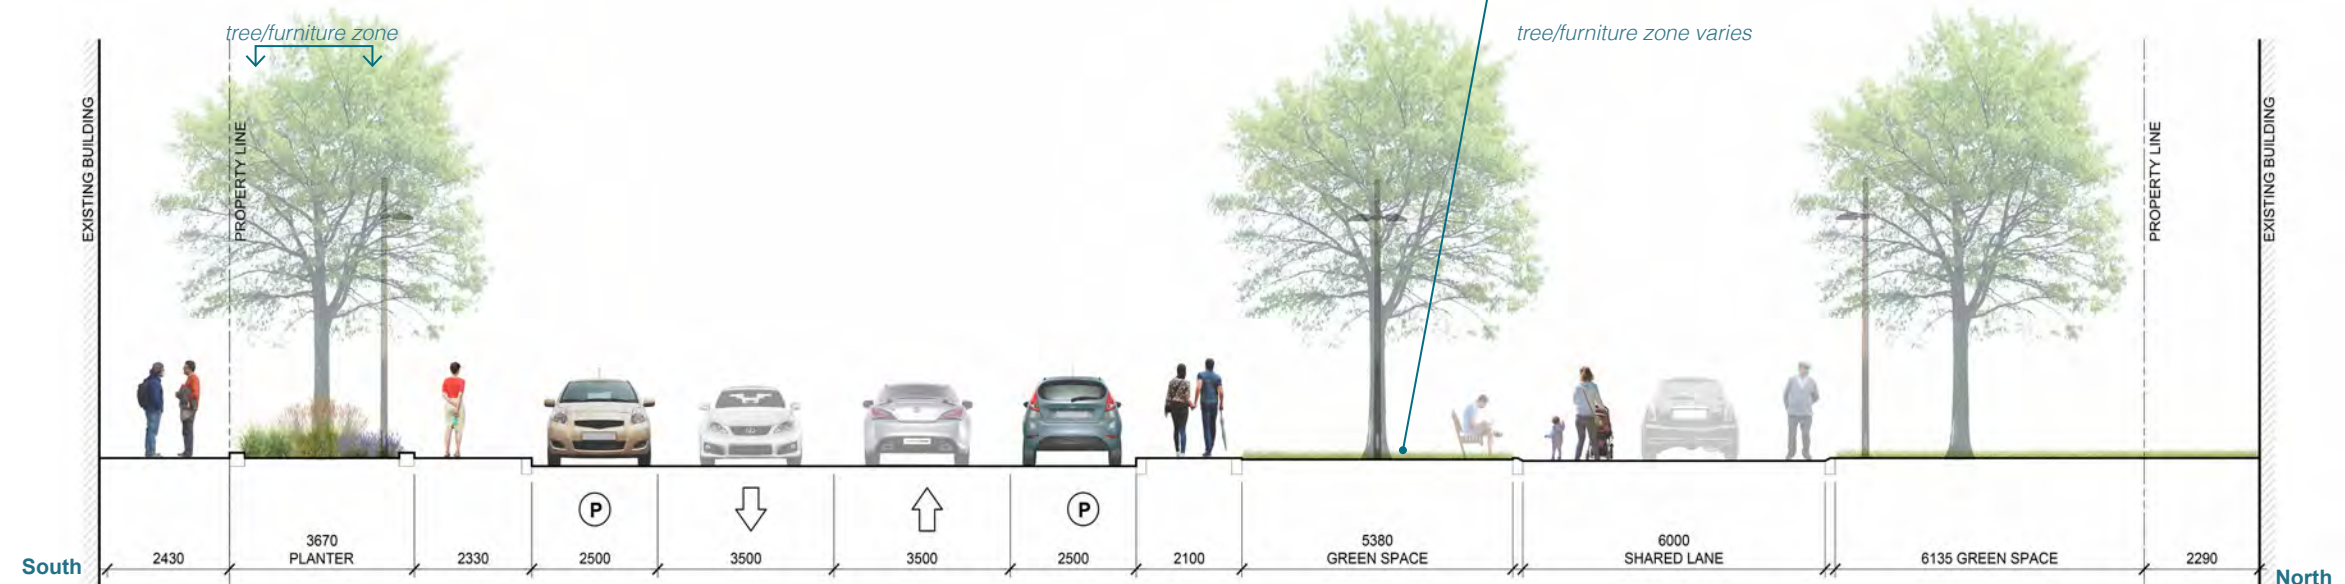 tree/furniture zone
tree/furniture zone varies
EXISTING BUILDING
PROPERTY LINE
PROPERTY LINE
EXISTING BUILDING
P
P
South
2430
3670
PLANTER
2330
2500
3500
3500
2500
2100
5380
GREEN SPACE
6000
SHARED LANE
6135 GREEN SPACE
2290
North